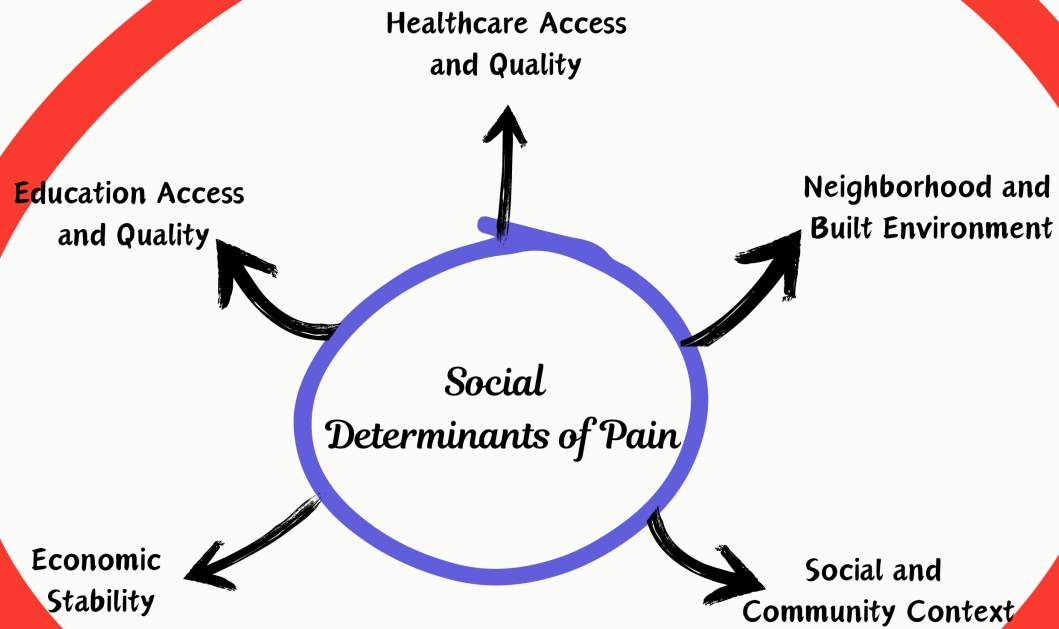 Healthcare Access
and Quality
Education Access
and Quality
Neighborhood and
Built Environment
Social
Determinants of Pain
Economic
Stability
Social and
Community Context